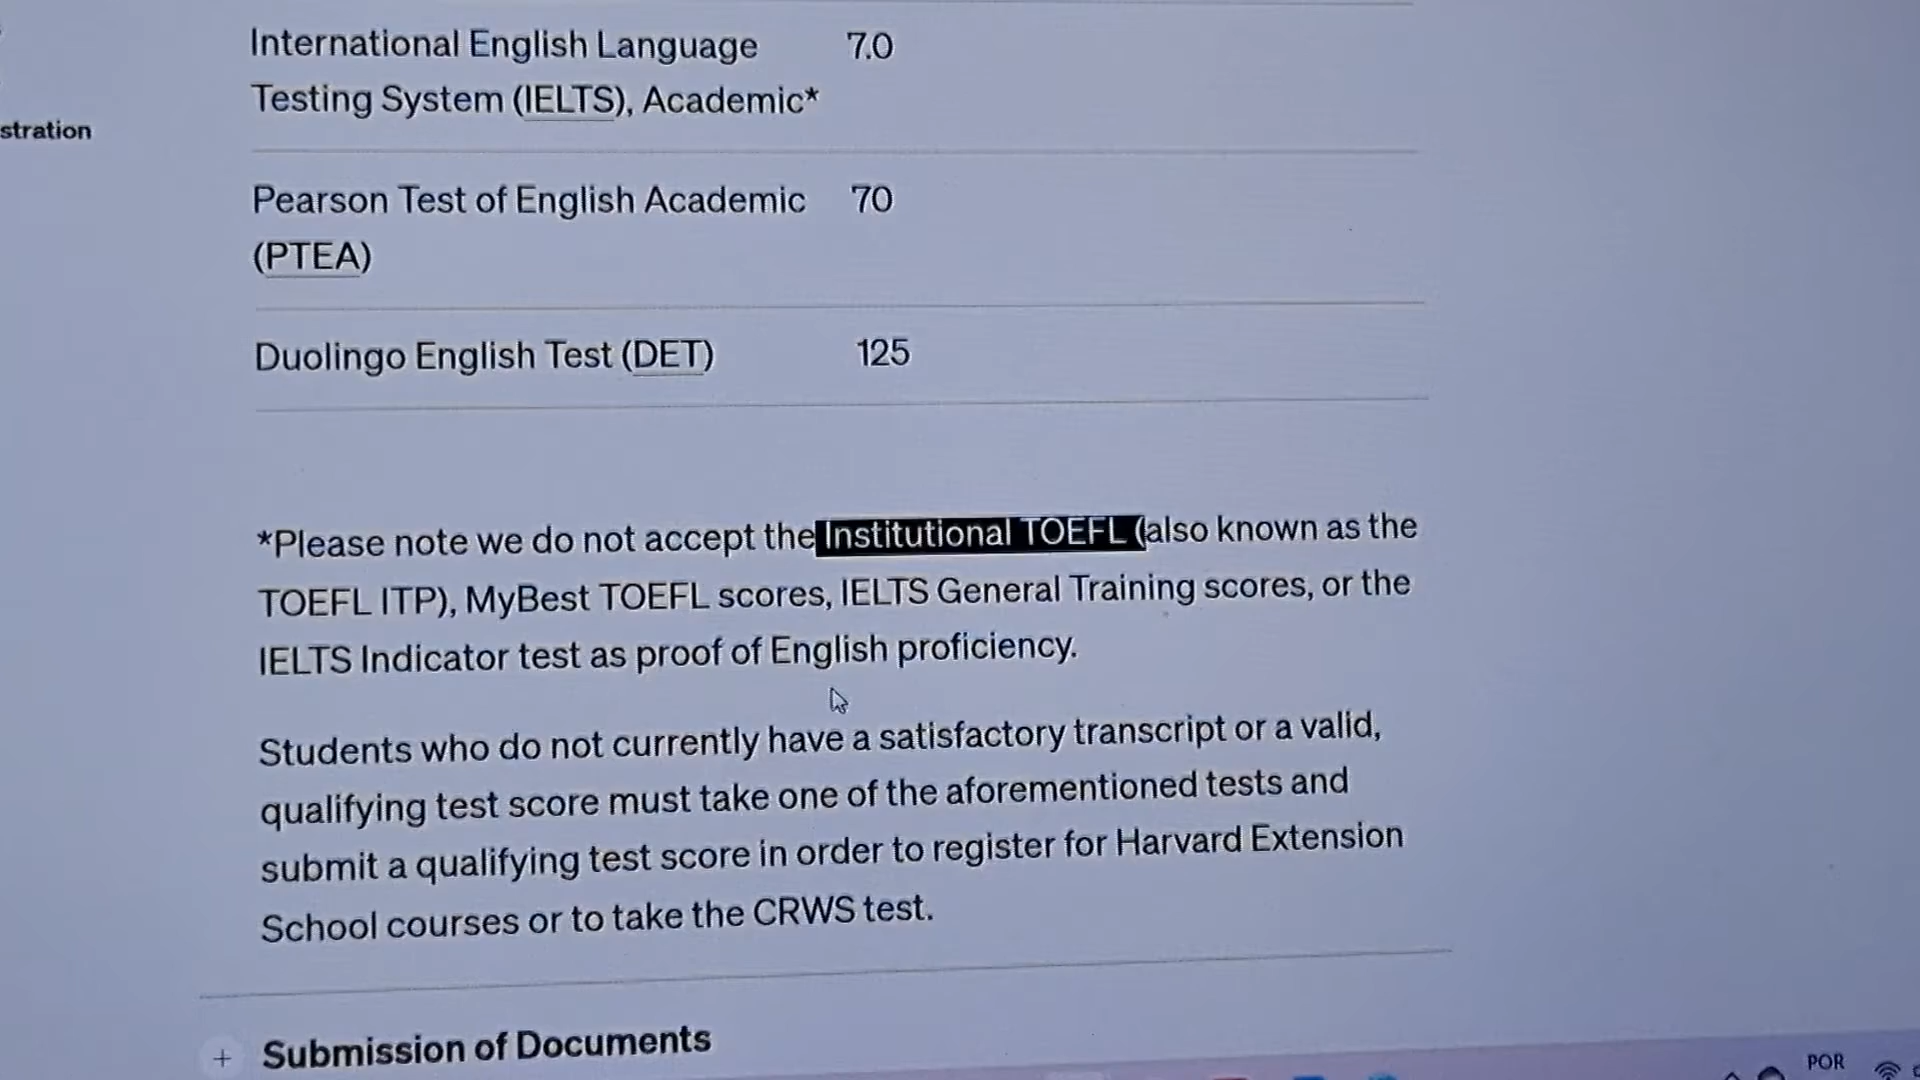 International English Language 7.0
Testing System (IELTS), Academic*
stration
Pearson Test of English Academic 70
(PTEA)
Duolingo English Test (DET) 125
*Please note we do not accept the Institutional TOEFL (also known as the
TOEFL ITP), MyBest TOEFL scores, IELTS General Training scores, or the
IELTS Indicator test as proof of English proficiency.
Students who do not currently have a satisfactory transcript or a valid,
qualifying test score must take one of the aforementioned tests and
submit a qualifying test score in order to register for Harvard Extension
School courses or to take the CRWS test.
+ Submission of Documents
POR